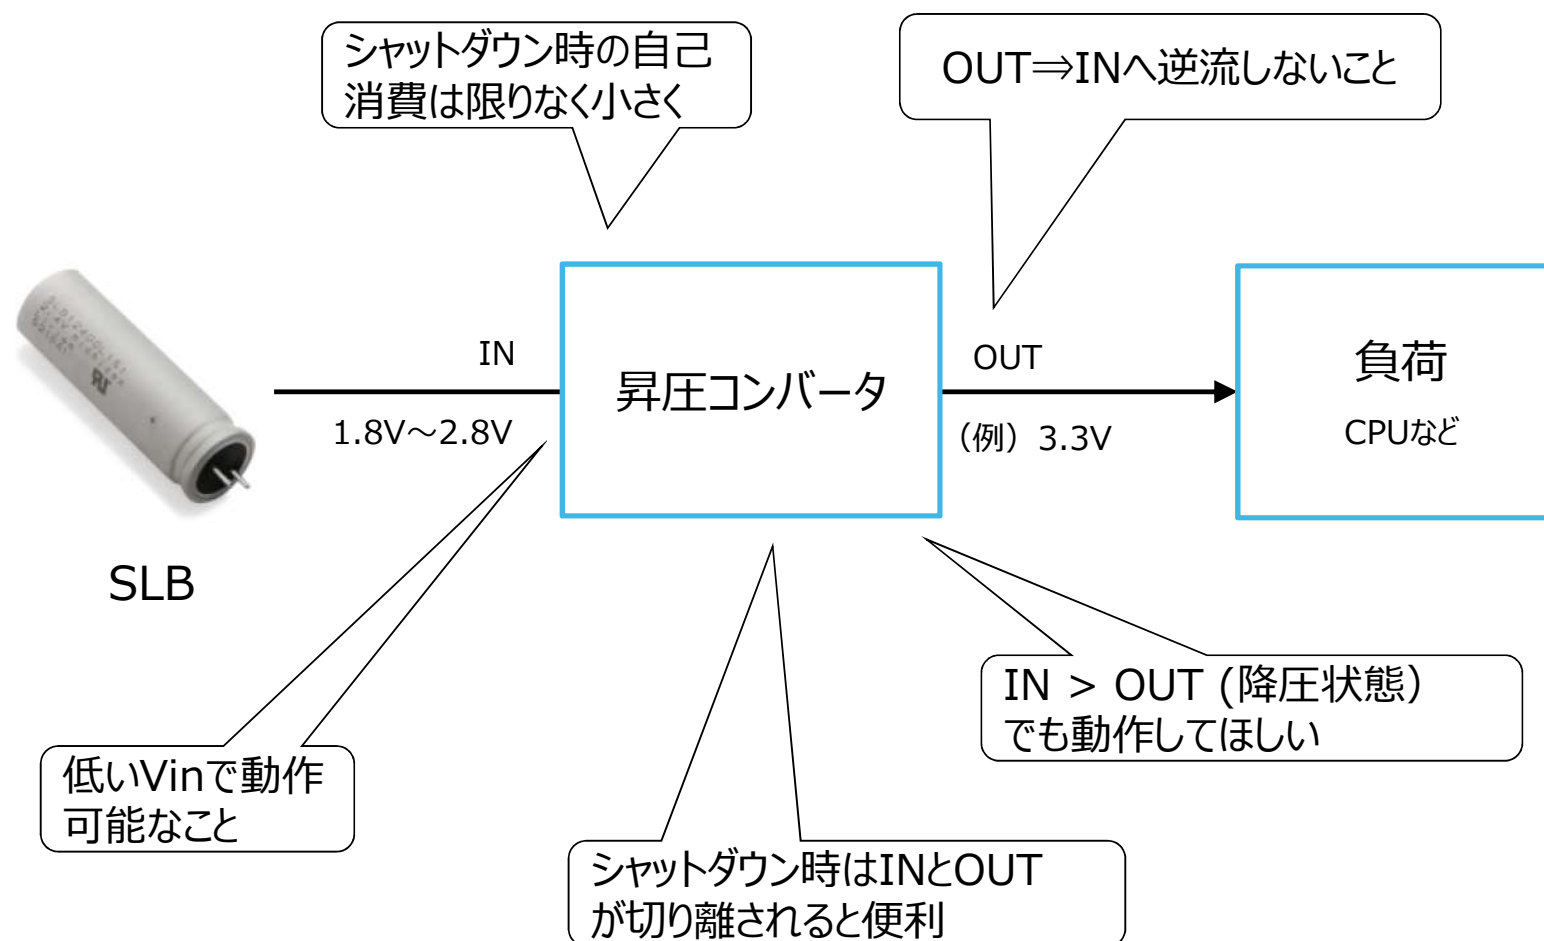 シャットダウン時の自己
消費は限りなく小さく
OUT⇒INへ逆流しないこと
IN
1.8V～2.8V
昇圧コンバータ
OUT
（例）3.3V
負荷
CPUなど
SLB
低いVinで動作
可能なこと
IN > OUT (降圧状態）
でも動作してほしい
シャットダウン時はINとOUT
が切り離されると便利